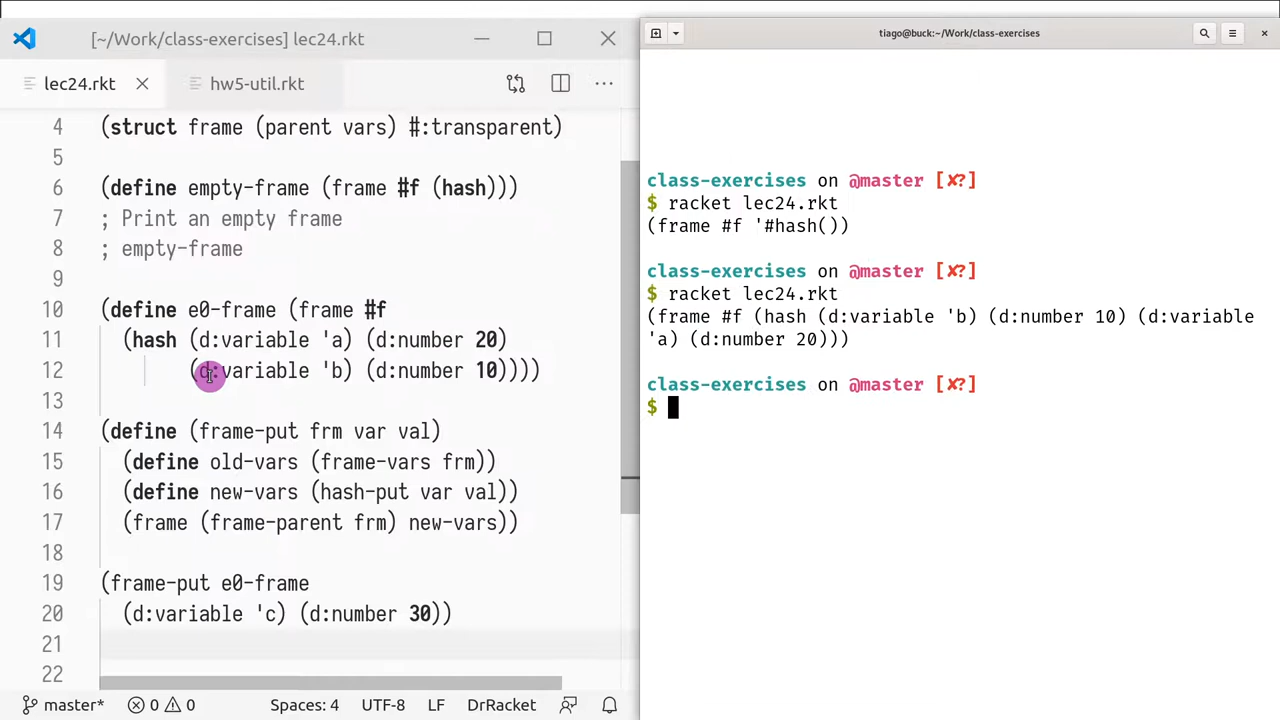 [~/Work/class-exercises] lec24.rkt
lec24.rkt
hw5-util.rkt
4 (struct frame (parent vars) #:transparent)
5
6 (define empty-frame (frame #f (hash)))
7 ; Print an empty frame
8 ; empty-frame
9
10 (define e0-frame (frame #f
11 (hash (d:variable 'a) (d:number 20)
12 (d:variable 'b) (d:number 10))))
13
14 (define (frame-put frm var val)
15 (define old-vars (frame-vars frm))
16 (define new-vars (hash-put var val))
17 (frame (frame-parent frm) new-vars))
18
19 (frame-put e0-frame
20 (d:variable 'c) (d:number 30))
21
22
master* 0 0 Spaces: 4 UTF-8 LF DrRacket
tiago@buck:~/Work/class-exercises
class-exercises on @master [✘?]
$ racket lec24.rkt
(frame #f '#hash())
class-exercises on @master [✘?]
$ racket lec24.rkt
(frame #f (hash (d:variable 'b) (d:number 10) (d:variable
'a) (d:number 20)))
class-exercises on @master [✘?]
$